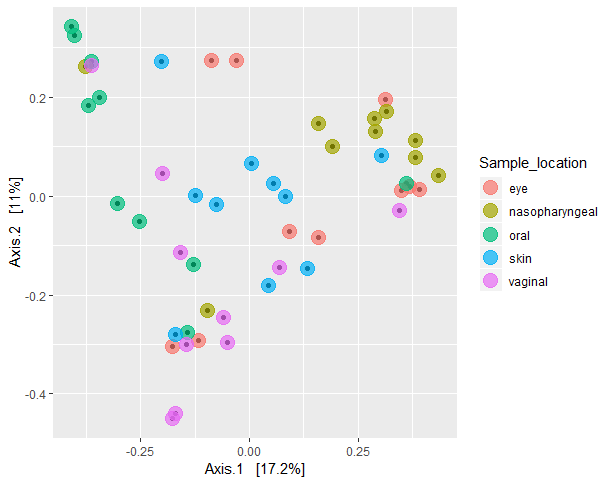 0.2
0.0
-0.2
-0.4
Axis.2 [11%]
-0.25
0.00
0.25
Axis.1 [17.2%]
Sample_location
eye
nasopharyngeal
oral
skin
vaginal